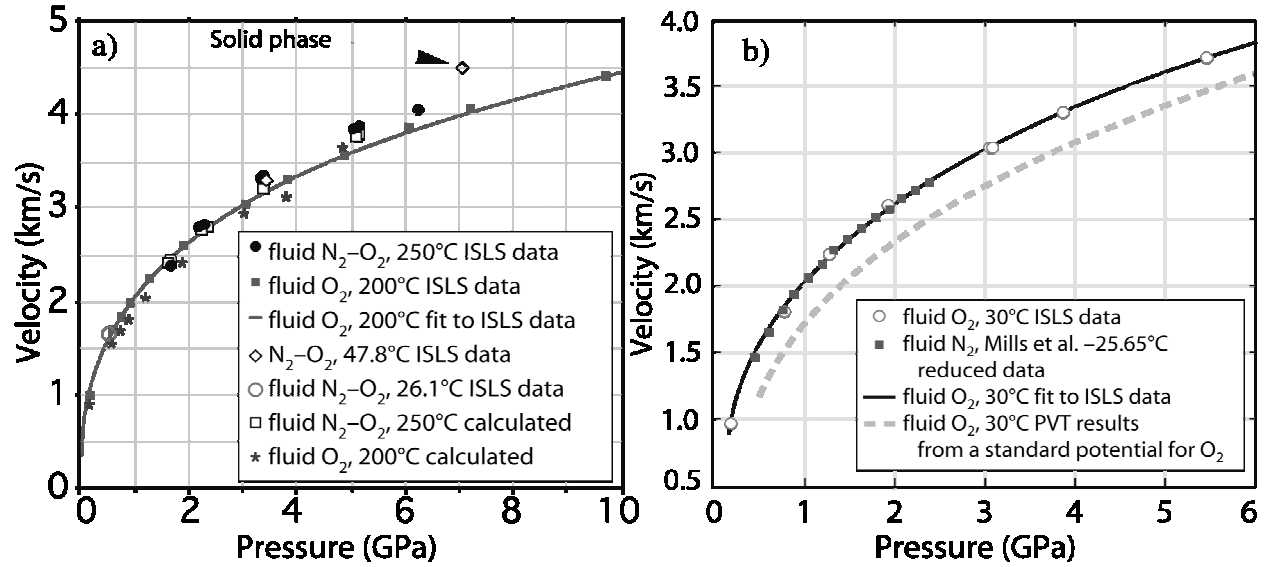 a)
Solid phase
5
4
3
2
1
0
Velocity (km/s)
● fluid N₂–O₂, 250°C ISLS data
■ fluid O₂, 200°C ISLS data
— fluid O₂, 200°C fit to ISLS data
◇ N₂–O₂, 47.8°C ISLS data
○ fluid N₂–O₂, 26.1°C ISLS data
□ fluid N₂–O₂, 250°C calculated
* fluid O₂, 200°C calculated
0 2 4 6 8 10
Pressure (GPa)
b)
4.0
3.5
3.0
2.5
2.0
1.5
1.0
0.5
Velocity (km/s)
○ fluid O₂, 30°C ISLS data
■ fluid N₂, Mills et al. –25.65°C
reduced data
— fluid O₂, 30°C fit to ISLS data
fluid O₂, 30°C PVT results
from a standard potential for O₂
0 1 2 3 4 5 6
Pressure (GPa)